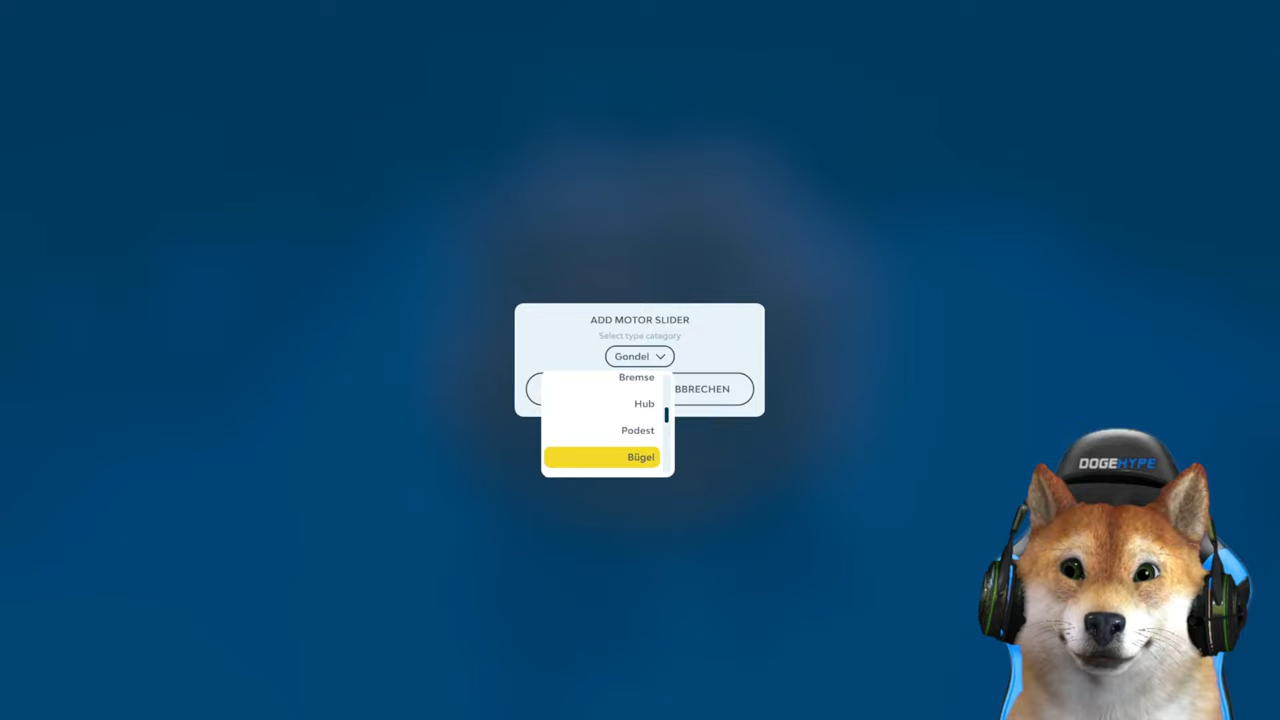 ADD MOTOR SLIDER
Select type category
Gondel
BBRECHEN
Bremse
Hub
Podest
Bügel
DOGEHYPE